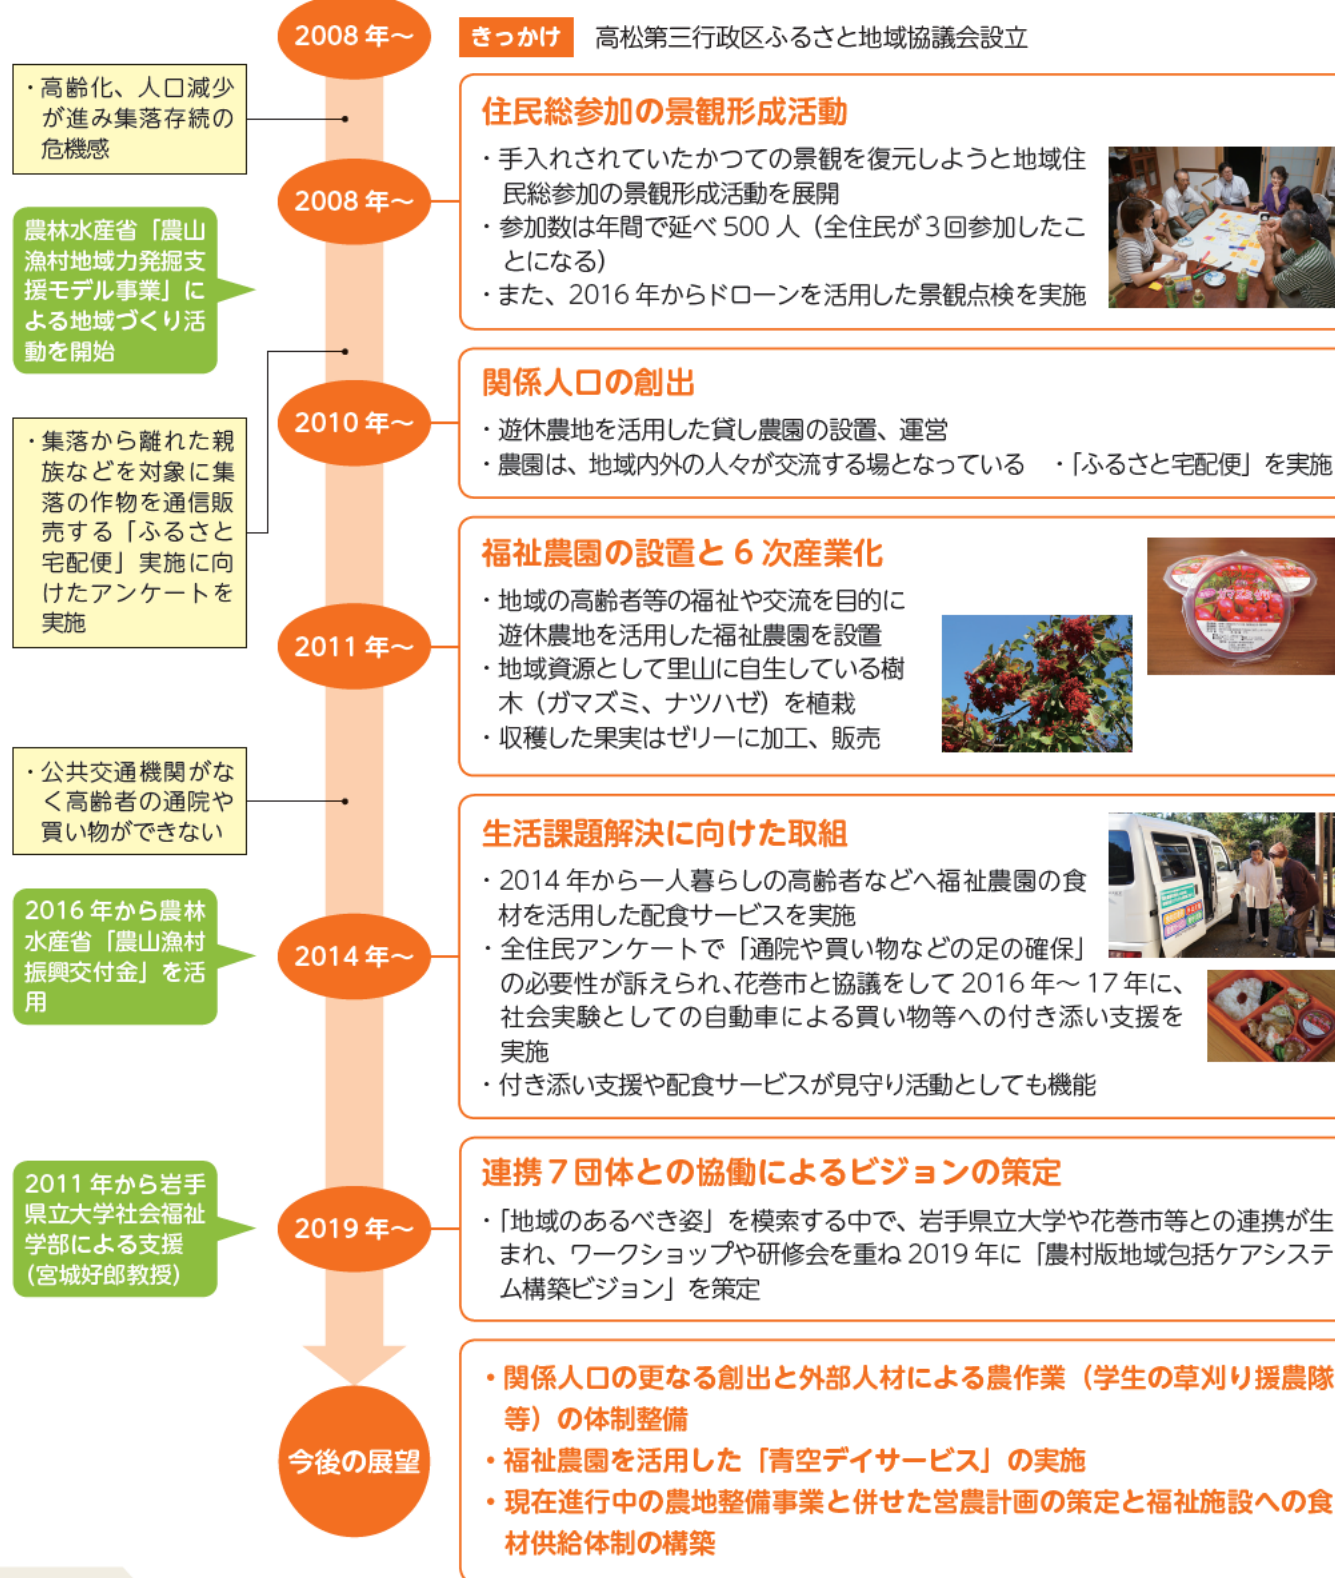 2008年〜
きっかけ 高松第三行政区ふるさと地域協議会設立
・高齢化、人口減少
が進み集落存続の
危機感
2008年〜
住民総参加の景観形成活動
・手入れされていたかつての景観を復元しようと地域住
民総参加の景観形成活動を展開
・参加数は年間で延べ500人（全住民が3回参加したこ
とになる）
・また、2016年からドローンを活用した景観点検を実施
農林水産省「農山
漁村地域力発掘支
援モデル事業」に
よる地域づくり活
動を開始
2010年〜
関係人口の創出
・遊休農地を活用した貸し農園の設置、運営
・農園は、地域内外の人々が交流する場となっている ・「ふるさと宅配便」を実施
・集落から離れた親
族などを対象に集
落の作物を通信販
売する「ふるさと
宅配便」実施に向
けたアンケートを
実施
2011年〜
福祉農園の設置と6次産業化
・地域の高齢者等の福祉や交流を目的に
遊休農地を活用した福祉農園を設置
・地域資源として里山に自生している樹
木（ガマズミ、ナツハゼ）を植栽
・収穫した果実はゼリーに加工、販売
ガマズミゼリー
・公共交通機関がな
く高齢者の通院や
買い物ができない
2016年から農林
水産省「農山漁村
振興交付金」を活
用
2014年〜
生活課題解決に向けた取組
・2014年から一人暮らしの高齢者などへ福祉農園の食
材を活用した配食サービスを実施
・全住民アンケートで「通院や買い物などの足の確保」
の必要性が訴えられ、花巻市と協議をして2016年〜17年に、
社会実験としての自動車による買い物等への付き添い支援を
実施
・付き添い支援や配食サービスが見守り活動としても機能
2011年から岩手
県立大学社会福祉
学部による支援
（宮城好郎教授）
2019年〜
連携7団体との協働によるビジョンの策定
・「地域のあるべき姿」を模索する中で、岩手県立大学や花巻市等との連携が生
まれ、ワークショップや研修会を重ね2019年に「農村版地域包括ケアシステ
ム構築ビジョン」を策定
今後の展望
・関係人口の更なる創出と外部人材による農作業（学生の草刈り援農隊
等）の体制整備
・福祉農園を活用した「青空デイサービス」の実施
・現在進行中の農地整備事業と併せた営農計画の策定と福祉施設への食
材供給体制の構築